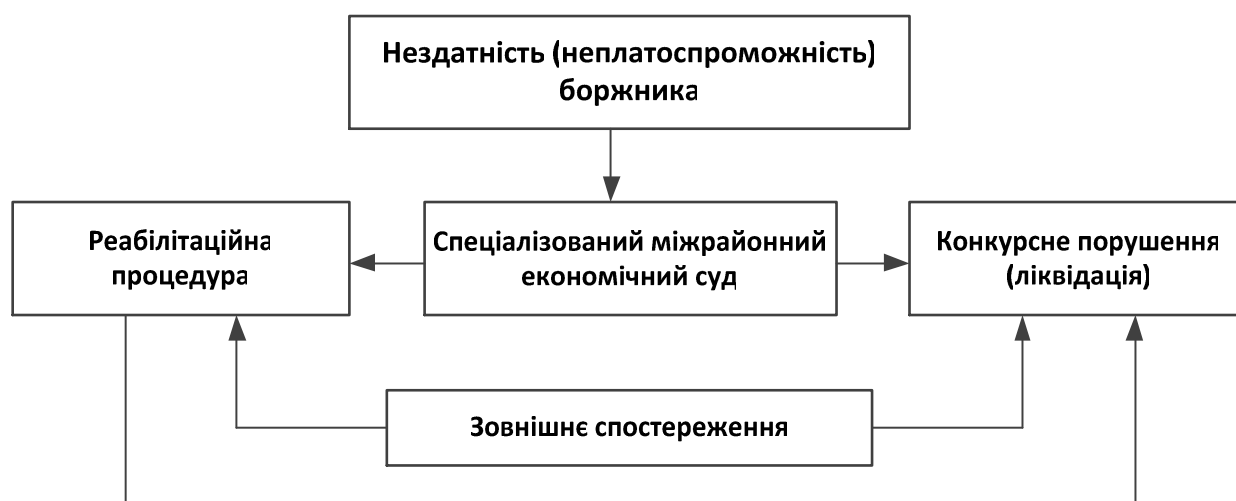 Нездатність (неплатоспроможність)
боржника
Реабілітаційна
процедура
Спеціалізований міжрайонний
економічний суд
Конкурсне порушення
(ліквідація)
Зовнішнє спостереження